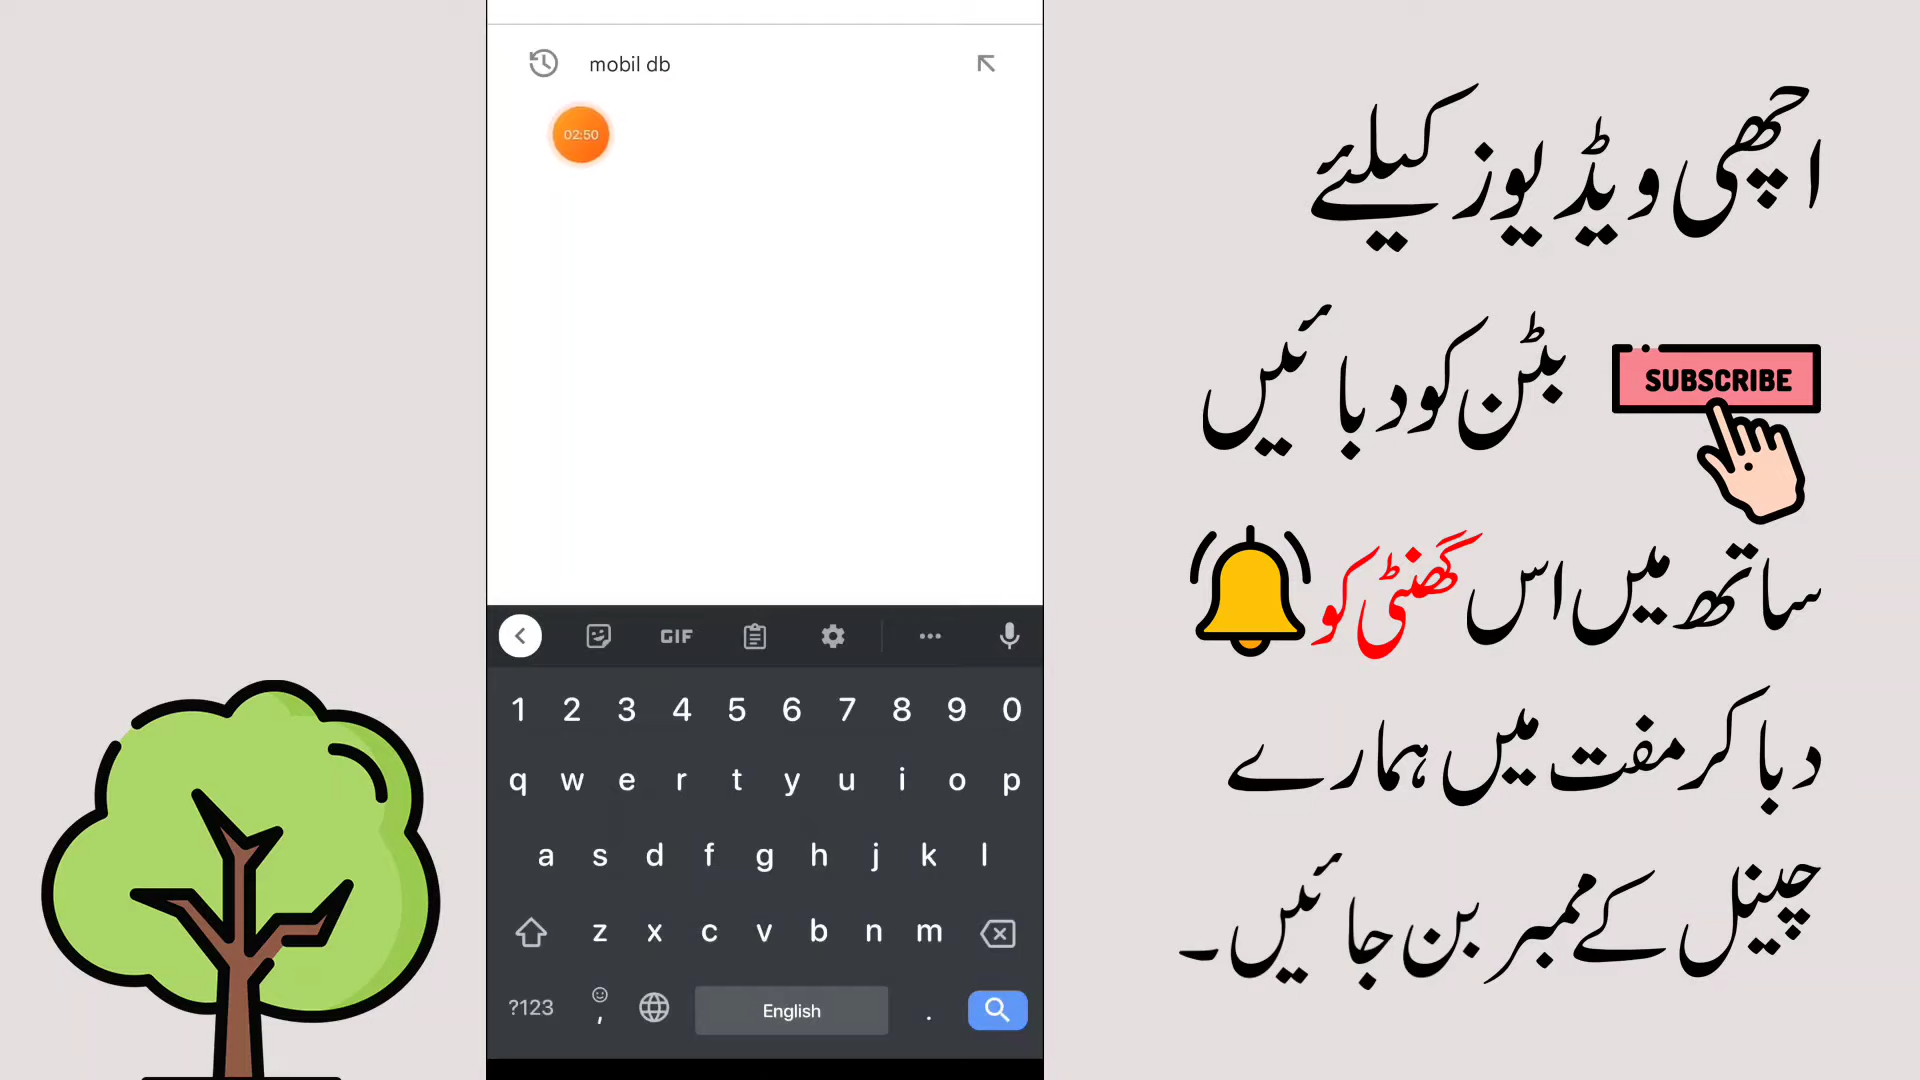 mobil db
02:50
GIF
1 2 3 4 5 6 7 8 9 0
q w e r t y u i o p
a s d f g h j k l
z x c v b n m
?123 , English .
اچھی ویڈیوز کیلئے
SUBSCRIBE بٹن کو دبائیں
ساتھ میں اس گھنٹی کو
دبا کر مفت میں ہمارے
چینل کے ممبر بن جائیں۔